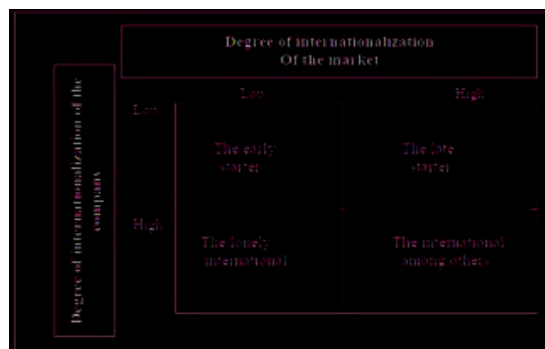 Degree of internationalization
Of the market
Degree of internationalization of the
company
Low
High
Low
The early
starter
The late
starter
High
The lonely
international
The international
among others